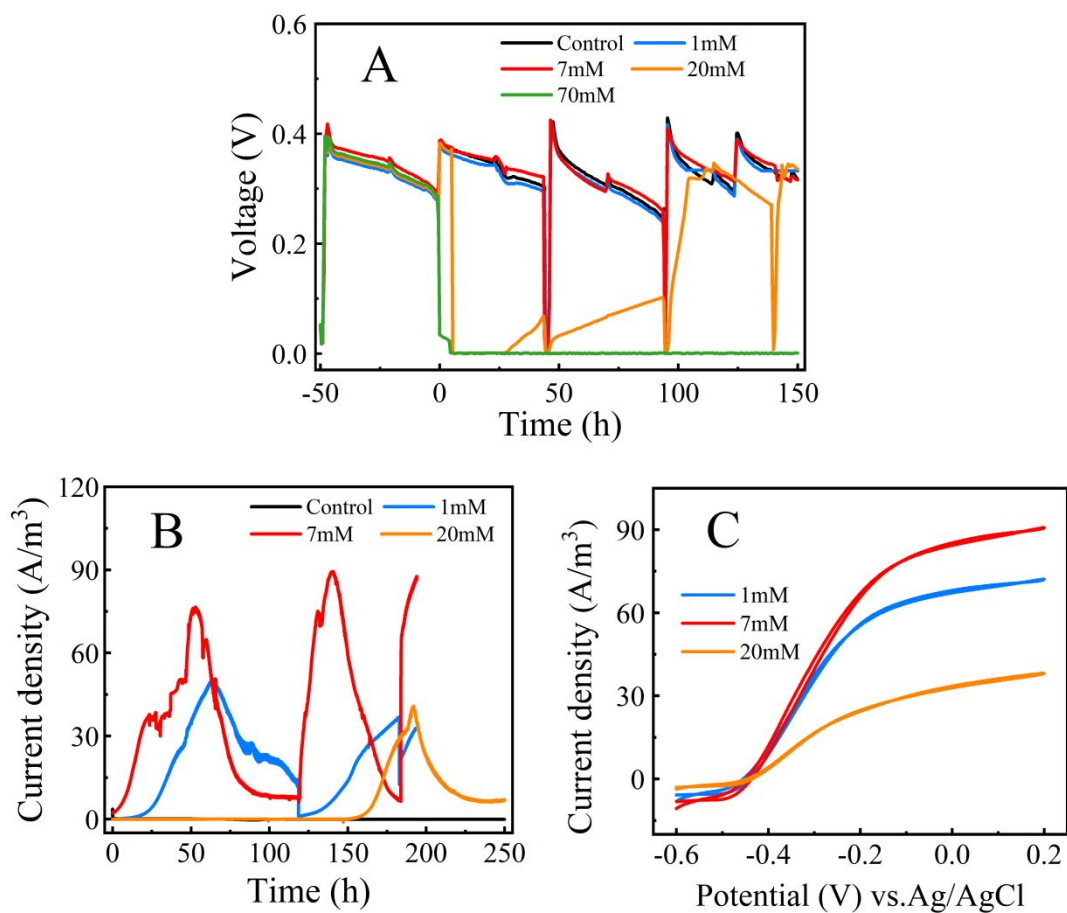 A
Control 1mM
7mM 20mM
70mM
0.6
0.4
0.2
0.0
Voltage (V)
-50 0 50 100 150
Time (h)
B
Control 1mM
7mM 20mM
120
90
60
30
0
Current density (A/m³)
0 50 100 150 200 250
Time (h)
C
1mM
7mM
20mM
90
60
30
0
Current density (A/m³)
-0.6 -0.4 -0.2 0.0 0.2
Potential (V) vs.Ag/AgCl